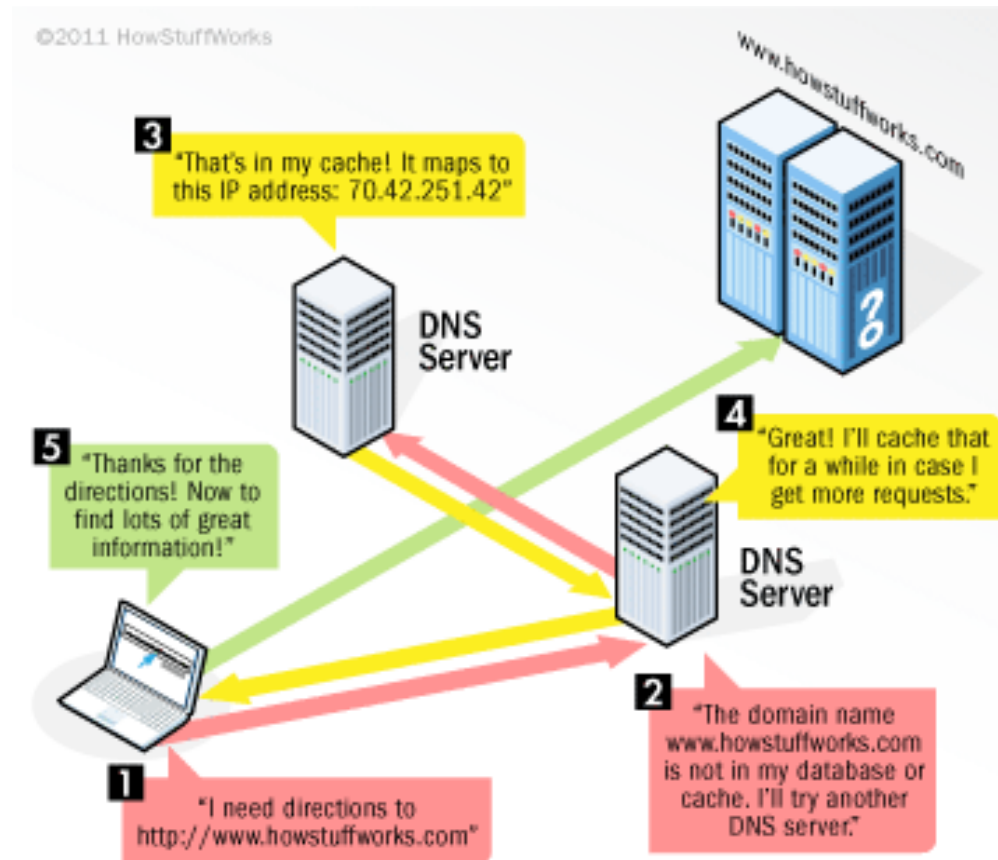 ©2011 HowStuffWorks
www.howstuffworks.com
3
"That's in my cache! It maps to
this IP address: 70.42.251.42"
DNS
Server
4
"Great! I'll cache that
for a while in case I
get more requests."
5
"Thanks for the
directions! Now to
find lots of great
information!"
DNS
Server
2
"The domain name
www.howstuffworks.com
is not in my database or
cache. I'll try another
DNS server."
1
"I need directions to
http://www.howstuffworks.com"